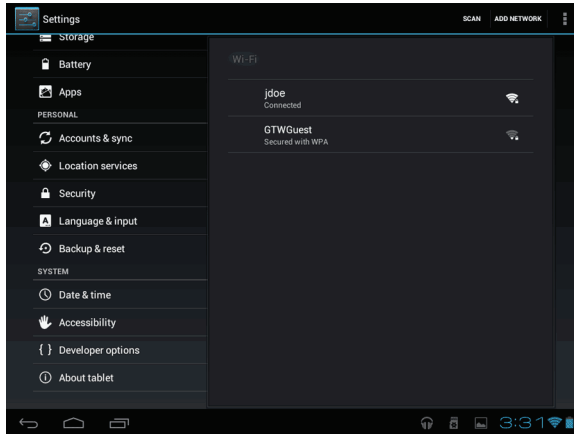 Settings
SCAN
ADD NETWORK
Storage
Battery
Apps
PERSONAL
Accounts & sync
Location services
Security
A
Language & input
Backup & reset
SYSTEM
Date & time
Accessibility
{ } Developer options
About tablet
Wi-Fi
jdoe
Connected
GTWGuest
Secured with WPA
3:31